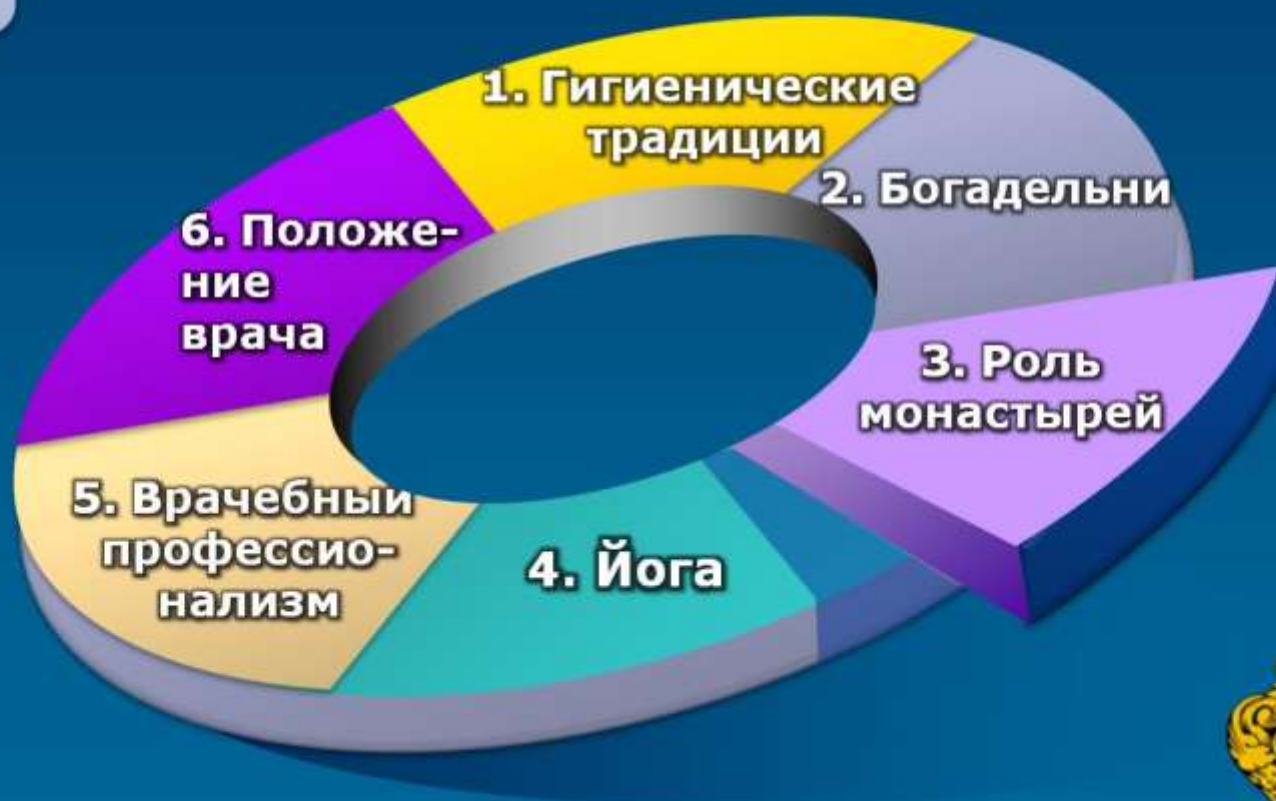 1. Гигиенические
традиции
2. Богадельни
3. Роль
монастырей
4. Йога
5. Врачебный
профессио-
нализм
6. Положе-
ние
врача